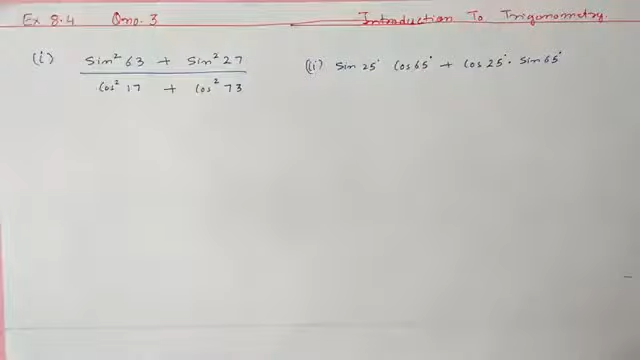 Ex 8.4 Qno. 3 Introduction To Trigonometry.
(i) sin² 63 + sin² 27
cos² 17 + cos² 73
(ii) sin 25° cos 65° + cos 25° · sin 65°